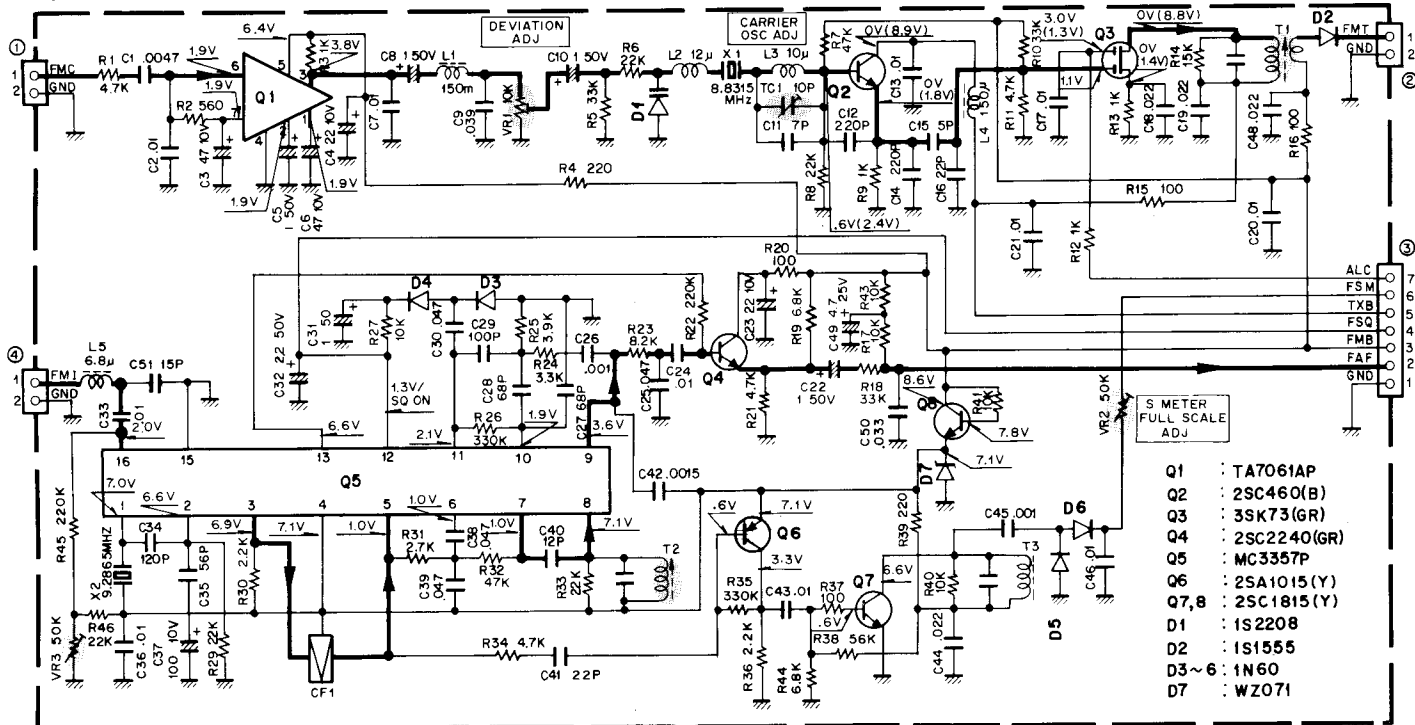 DEVIATION
ADJ
CARRIER
OSC ADJ
① 1 FMC
2 GND
R1
4.7K
C1 .0047
1.9V
6.4V
R2 560
C2 .01
C3 47 10V
1.9V
6 5 3 7 4 2 1
Q1
R3 1K
3.8V
C5
1 50V
C6
47 10V
1.9V
1.9V
C4 22 10V
C7 .01
C8 1 50V
L1
150m
C9
.039
VR1 10K
C10 1 50V
R5 33K
R6
22K
D1
L2 12μ
X1
8.8315
MHz
L3 10μ
TC1 10P
C11 7P
R7
47K
Q2
C12
220P
R8 22K
R9 1K
C14 220P
0V(8.9V)
C13 .01
0V
(1.8V)
C15 5P
C16 22P
.6V(2.4V)
L4 150μ
R10 33K
R11 4.7K
C17 .01
3.0V
(1.3V)
1.1V
Q3
0V(8.8V)
0V
(1.4V)
R13 1K
C18 .022
R14
15K
C19 .022
T1
D2
FMT 1
GND 2
②
C48 .022
R16 100
R15 100
C21 .01
R12 1K
C20 .01
R4 220
③
ALC 7
FSM 6
TXB 5
FSQ 4
FMB 3
FAF 2
GND 1
④
1 FMI
2 GND
L5
6.8μ
C51 15P
C33
.01
2.0V
C32 2.2 50V
C31
1 50
R27
10K
D4
D3
C30 .047
C29
100P
R25
3.9K
R24
3.3K
C28
68P
C27 68P
C26
.001
R26
330K
1.3V/
SQ ON
6.6V
2.1V
1.9V
3.6V
R23
8.2K
C25 .047
C24
.01
R22 220K
Q4
R20
100
C23 22 10V
R19 6.8K
C49 4.7 25V
R43
10K
R17
10K
R21 4.7K
C22
1 50V
R18
33K
C50
.033
8.6V
Q8
R41
10K
7.8V
7.1V
D7
VR2 50K
S METER
FULL SCALE
ADJ
16 15 13 12 11 10 9
Q5
1 2 3 4 5 6 7 8
7.0V
6.6V
6.9V
7.1V
1.0V
1.0V
1.0V
7.1V
R45 220K
X2
9.2865MHZ
C34
120P
C35 56P
R46
22K
VR3 50K
C36 .01
C37
100 10V
R29 22K
R30 2.2K
CF1
R31
2.7K
C38
.047
C39
.047
R32
47K
C40
12P
R33
22K
T2
R34 4.7K
C41 22P
C42 .0015
.6V
7.1V
Q6
3.3V
R35
330K
R36 2.2K
C43 .01
R37
100
.6V
R38 56K
R44
6.8K
Q7
6.6V
R39 220
R40
10K
C44 .022
C45 .001
T3
D5
D6
C46 .01
Q1 : TA7061AP
Q2 : 2SC460(B)
Q3 : 3SK73(GR)
Q4 : 2SC2240(GR)
Q5 : MC3357P
Q6 : 2SA1015(Y)
Q7,8 : 2SC1815(Y)
D1 : 1S2208
D2 : 1S1555
D3~6 : 1N60
D7 : WZ071